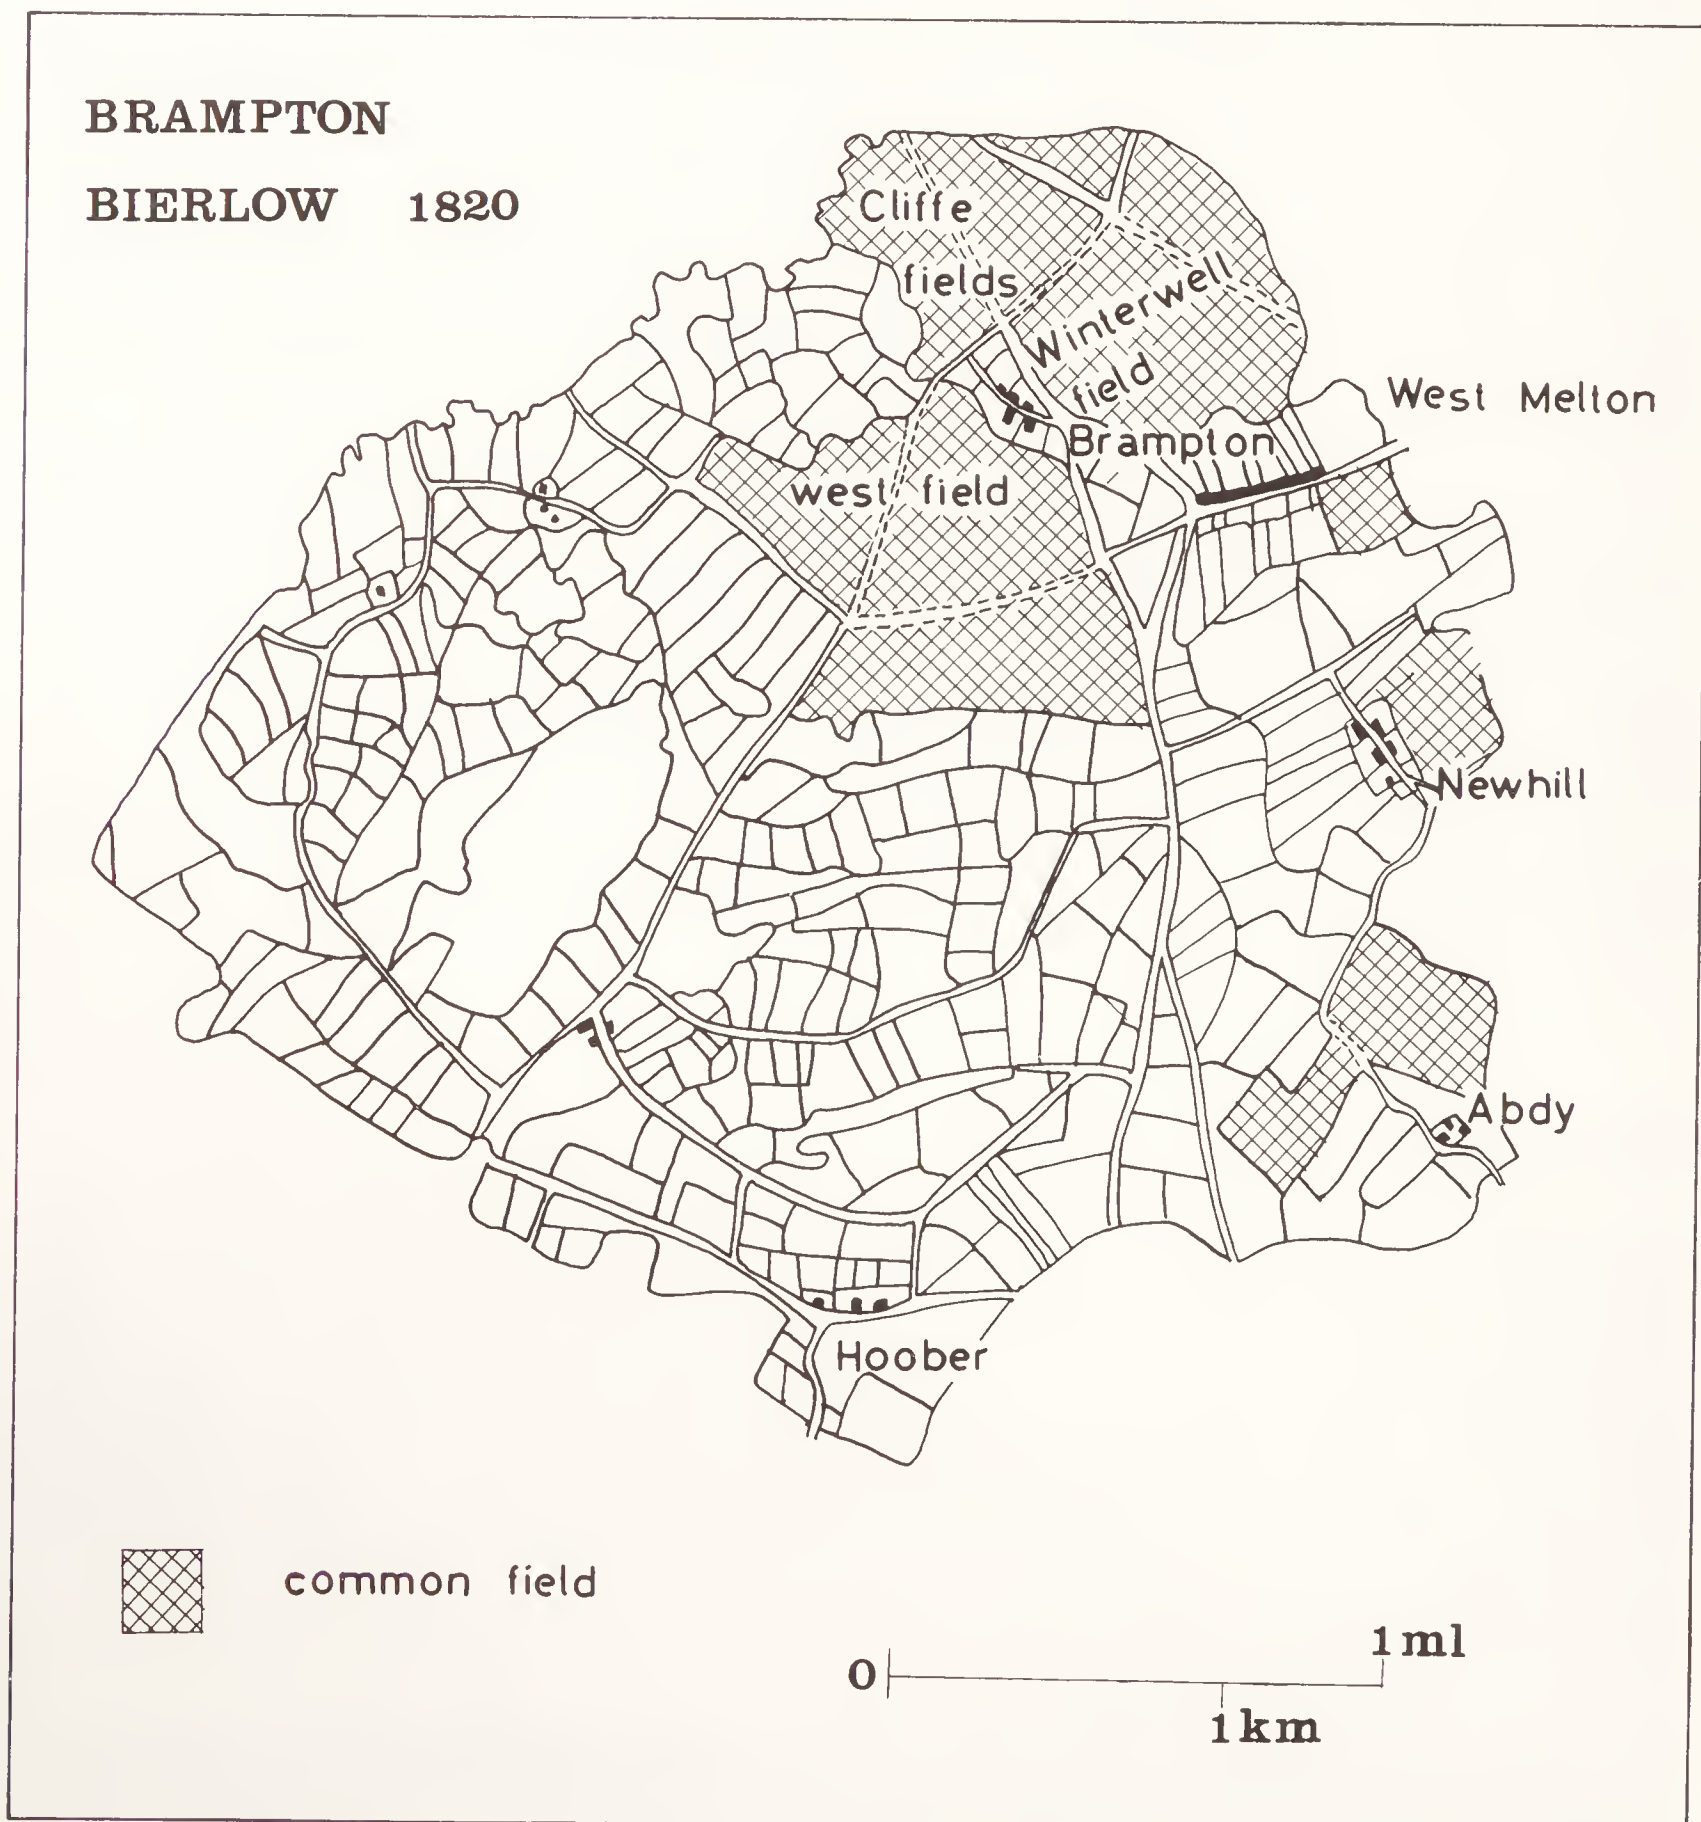 BRAMPTON
BIERLOW 1820
Cliffe
fields
Winterwell
field
West Melton
Brampton
west field
Newhill
Abdy
Hoober
common field
0
1 ml
1 km